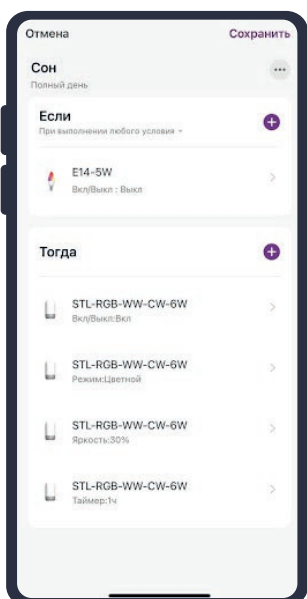 Отмена Сохранить
Сон
Полный день
Если
При выполнении любого условия
E14-5W
Вкл/Выкл : Выкл
Тогда
STL-RGB-WW-CW-6W
Вкл/Выкл:Вкл
STL-RGB-WW-CW-6W
Режим:Цветной
STL-RGB-WW-CW-6W
Яркость:30%
STL-RGB-WW-CW-6W
Таймер:1ч